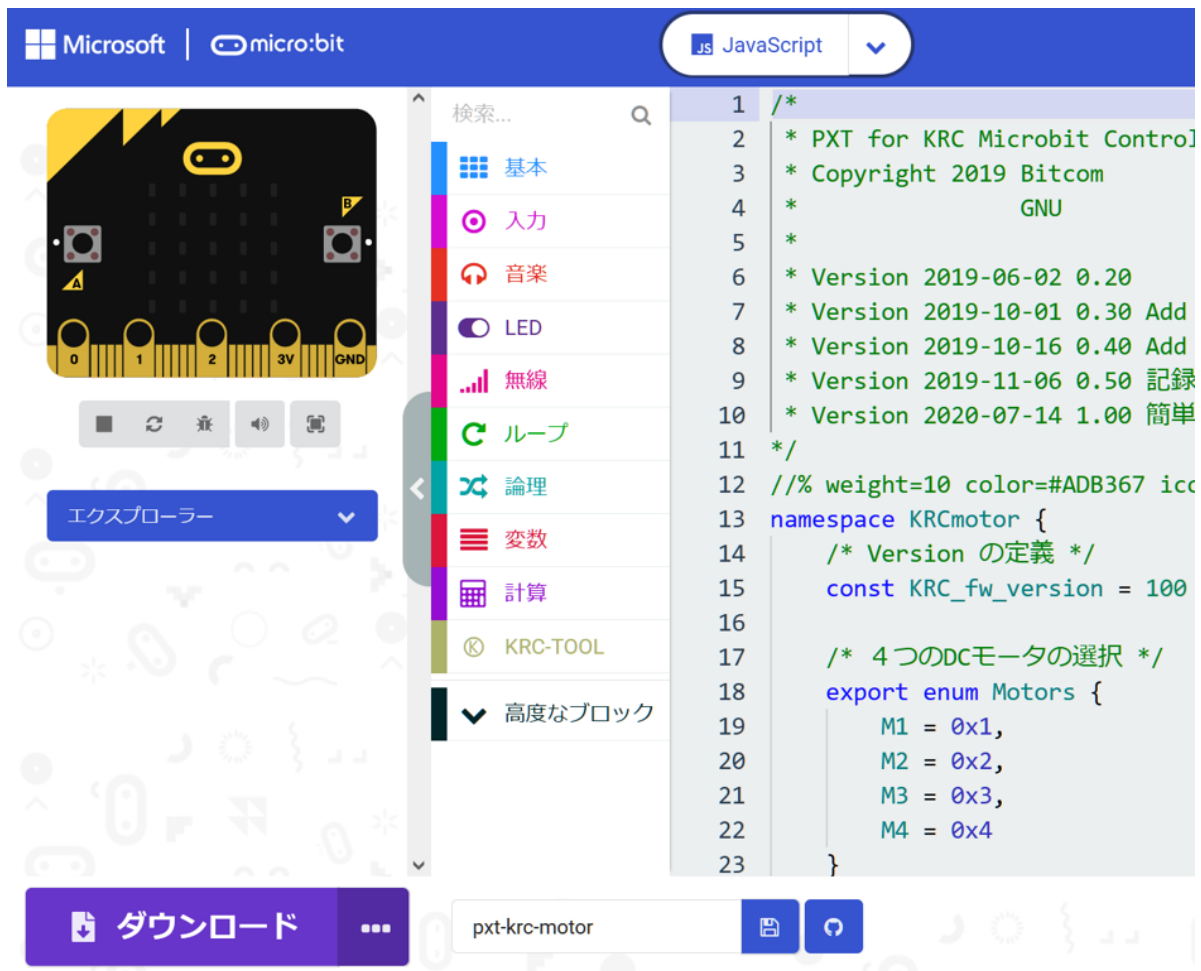 Microsoft micro:bit
JavaScript
B
A
0 1 2 3V GND
エクスプローラー
検索...
基本
入力
音楽
LED
無線
ループ
論理
変数
計算
KRC-TOOL
高度なブロック
1 /*
2 * PXT for KRC Microbit Control
3 * Copyright 2019 Bitcom
4 * GNU
5 *
6 * Version 2019-06-02 0.20
7 * Version 2019-10-01 0.30 Add
8 * Version 2019-10-16 0.40 Add
9 * Version 2019-11-06 0.50 記録
10 * Version 2020-07-14 1.00 簡単
11 */
12 //% weight=10 color=#ADB367 ico
13 namespace KRCmotor {
14 /* Version の定義 */
15 const KRC_fw_version = 100
16
17 /* ４つのDCモータの選択 */
18 export enum Motors {
19 M1 = 0x1,
20 M2 = 0x2,
21 M3 = 0x3,
22 M4 = 0x4
23 }
ダウンロード
pxt-krc-motor